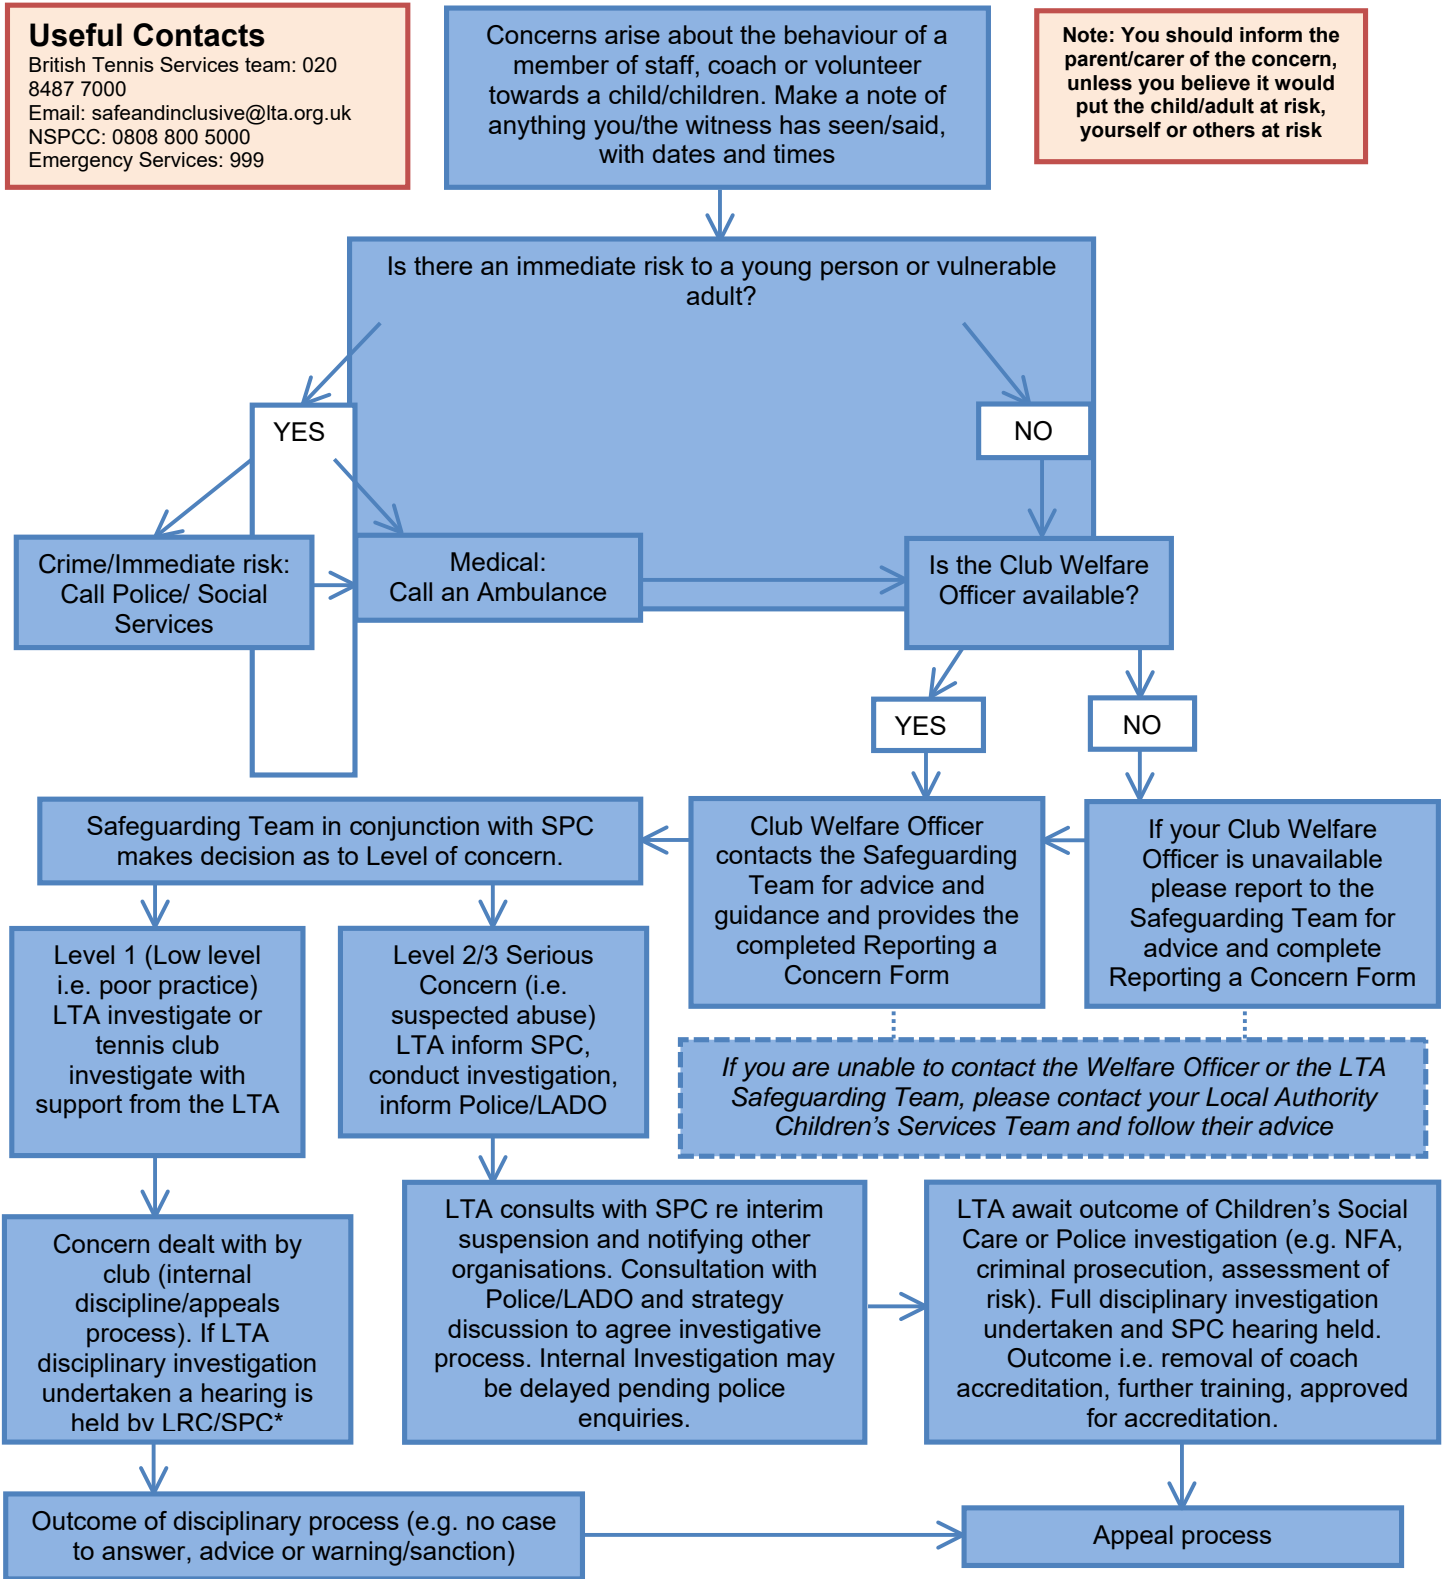 Useful Contacts
British Tennis Services team: 020
8487 7000
Email: safeandinclusive@lta.org.uk
NSPCC: 0808 800 5000
Emergency Services: 999
Concerns arise about the behaviour of a
member of staff, coach or volunteer
towards a child/children. Make a note of
anything you/the witness has seen/said,
with dates and times
Note: You should inform the
parent/carer of the concern,
unless you believe it would
put the child/adult at risk,
yourself or others at risk
Is there an immediate risk to a young person or vulnerable
adult?
YES
NO
Crime/Immediate risk:
Call Police/ Social
Services
Medical:
Call an Ambulance
Is the Club Welfare
Officer available?
YES
NO
Safeguarding Team in conjunction with SPC
makes decision as to Level of concern.
Club Welfare Officer
contacts the Safeguarding
Team for advice and
guidance and provides the
completed Reporting a
Concern Form
If your Club Welfare
Officer is unavailable
please report to the
Safeguarding Team for
advice and complete
Reporting a Concern Form
Level 1 (Low level
i.e. poor practice)
LTA investigate or
tennis club
investigate with
support from the LTA
Level 2/3 Serious
Concern (i.e.
suspected abuse)
LTA inform SPC,
conduct investigation,
inform Police/LADO
If you are unable to contact the Welfare Officer or the LTA
Safeguarding Team, please contact your Local Authority
Children's Services Team and follow their advice
Concern dealt with by
club (internal
discipline/appeals
process). If LTA
disciplinary investigation
undertaken a hearing is
held by LRC/SPC*
LTA consults with SPC re interim
suspension and notifying other
organisations. Consultation with
Police/LADO and strategy
discussion to agree investigative
process. Internal Investigation may
be delayed pending police
enquiries.
LTA await outcome of Children's Social
Care or Police investigation (e.g. NFA,
criminal prosecution, assessment of
risk). Full disciplinary investigation
undertaken and SPC hearing held.
Outcome i.e. removal of coach
accreditation, further training, approved
for accreditation.
Outcome of disciplinary process (e.g. no case
to answer, advice or warning/sanction)
Appeal process